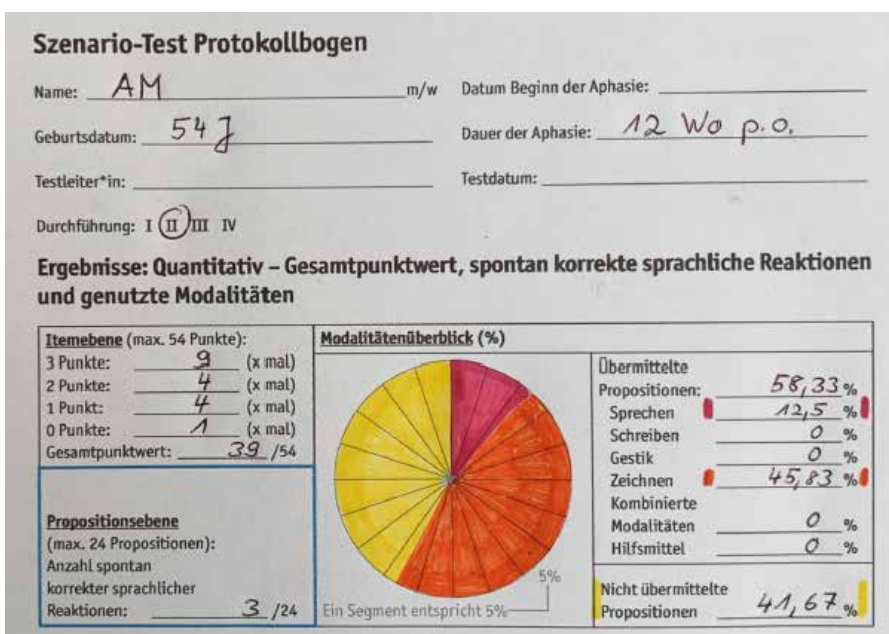 Szenario-Test Protokollbogen
Name: AM m/w Datum Beginn der Aphasie:
Geburtsdatum: 54 J Dauer der Aphasie: 12 Wo p.o.
Testleiter*in: Testdatum:
Durchführung: I II III IV
Ergebnisse: Quantitativ – Gesamtpunktwert, spontan korrekte sprachliche Reaktionen
und genutzte Modalitäten
Itemebene (max. 54 Punkte):
3 Punkte: 9 (x mal)
2 Punkte: 4 (x mal)
1 Punkt: 4 (x mal)
0 Punkte: 1 (x mal)
Gesamtpunktwert: 39 /54
Propositionsebene
(max. 24 Propositionen):
Anzahl spontan
korrekter sprachlicher
Reaktionen: 3 /24
Modalitätenüberblick (%)
5%
Ein Segment entspricht 5%
Übermittelte
Propositionen: 58,33 %
Sprechen 12,5 %
Schreiben 0 %
Gestik 0 %
Zeichnen 45,83 %
Kombinierte
Modalitäten 0 %
Hilfsmittel 0 %
Nicht übermittelte
Propositionen 41,67 %